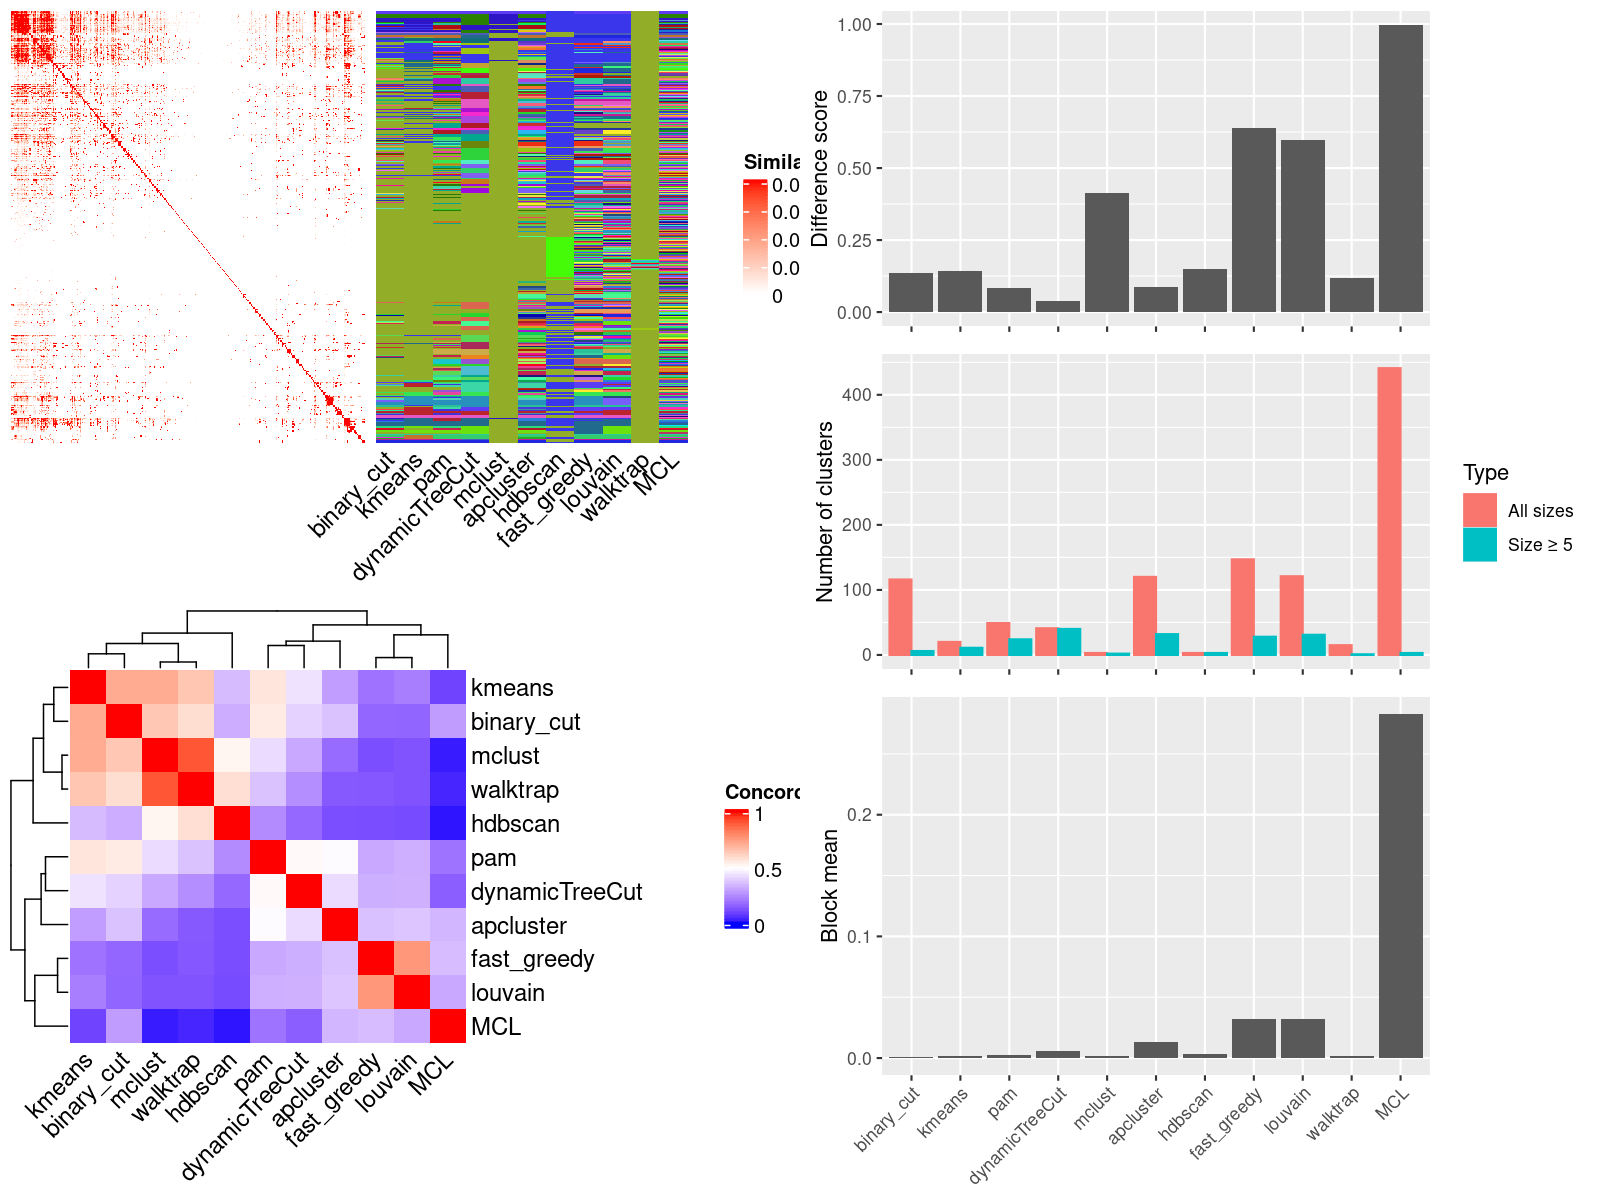 Simila
0.0
0.0
0.0
0.0
0
binary_cut
kmeans
pam
dynamicTreeCut
mclust
apcluster
hdbscan
fast_greedy
louvain
walktrap
MCL
kmeans
binary_cut
mclust
walktrap
hdbscan
pam
dynamicTreeCut
apcluster
fast_greedy
louvain
MCL
kmeans
binary_cut
mclust
walktrap
hdbscan
pam
dynamicTreeCut
apcluster
fast_greedy
louvain
MCL
Concord
1
0.5
0
Difference score
1.00
0.75
0.50
0.25
0.00
Number of clusters
400
300
200
100
0
Type
All sizes
Size ≥ 5
Block mean
0.2
0.1
0.0
binary_cut
kmeans
pam
dynamicTreeCut
mclust
apcluster
hdbscan
fast_greedy
louvain
walktrap
MCL